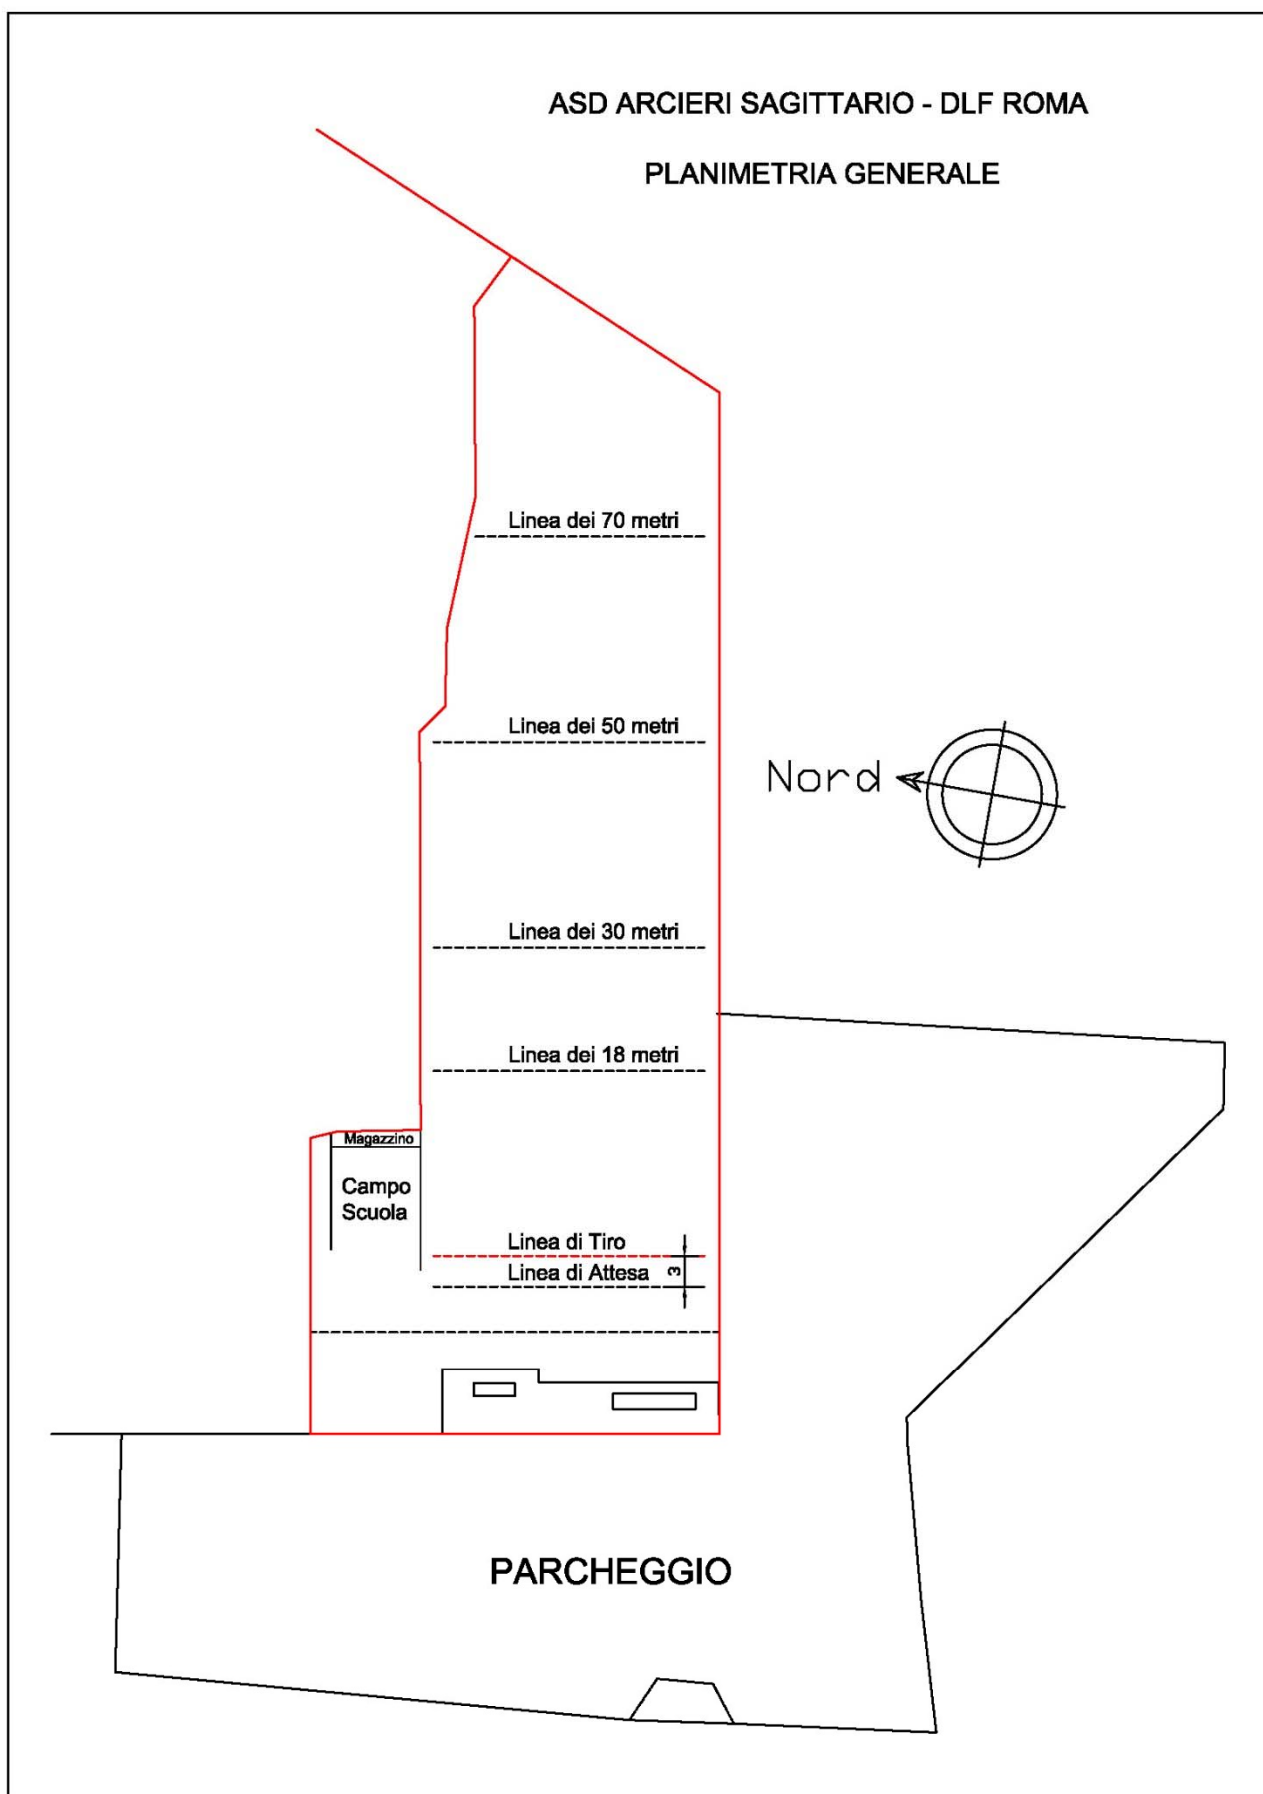 ASD ARCIERI SAGITTARIO - DLF ROMA
PLANIMETRIA GENERALE
Linea dei 70 metri
Linea dei 50 metri
Nord
Linea dei 30 metri
Linea dei 18 metri
Magazzino
Campo
Scuola
Linea di Tiro
Linea di Attesa
3
PARCHEGGIO